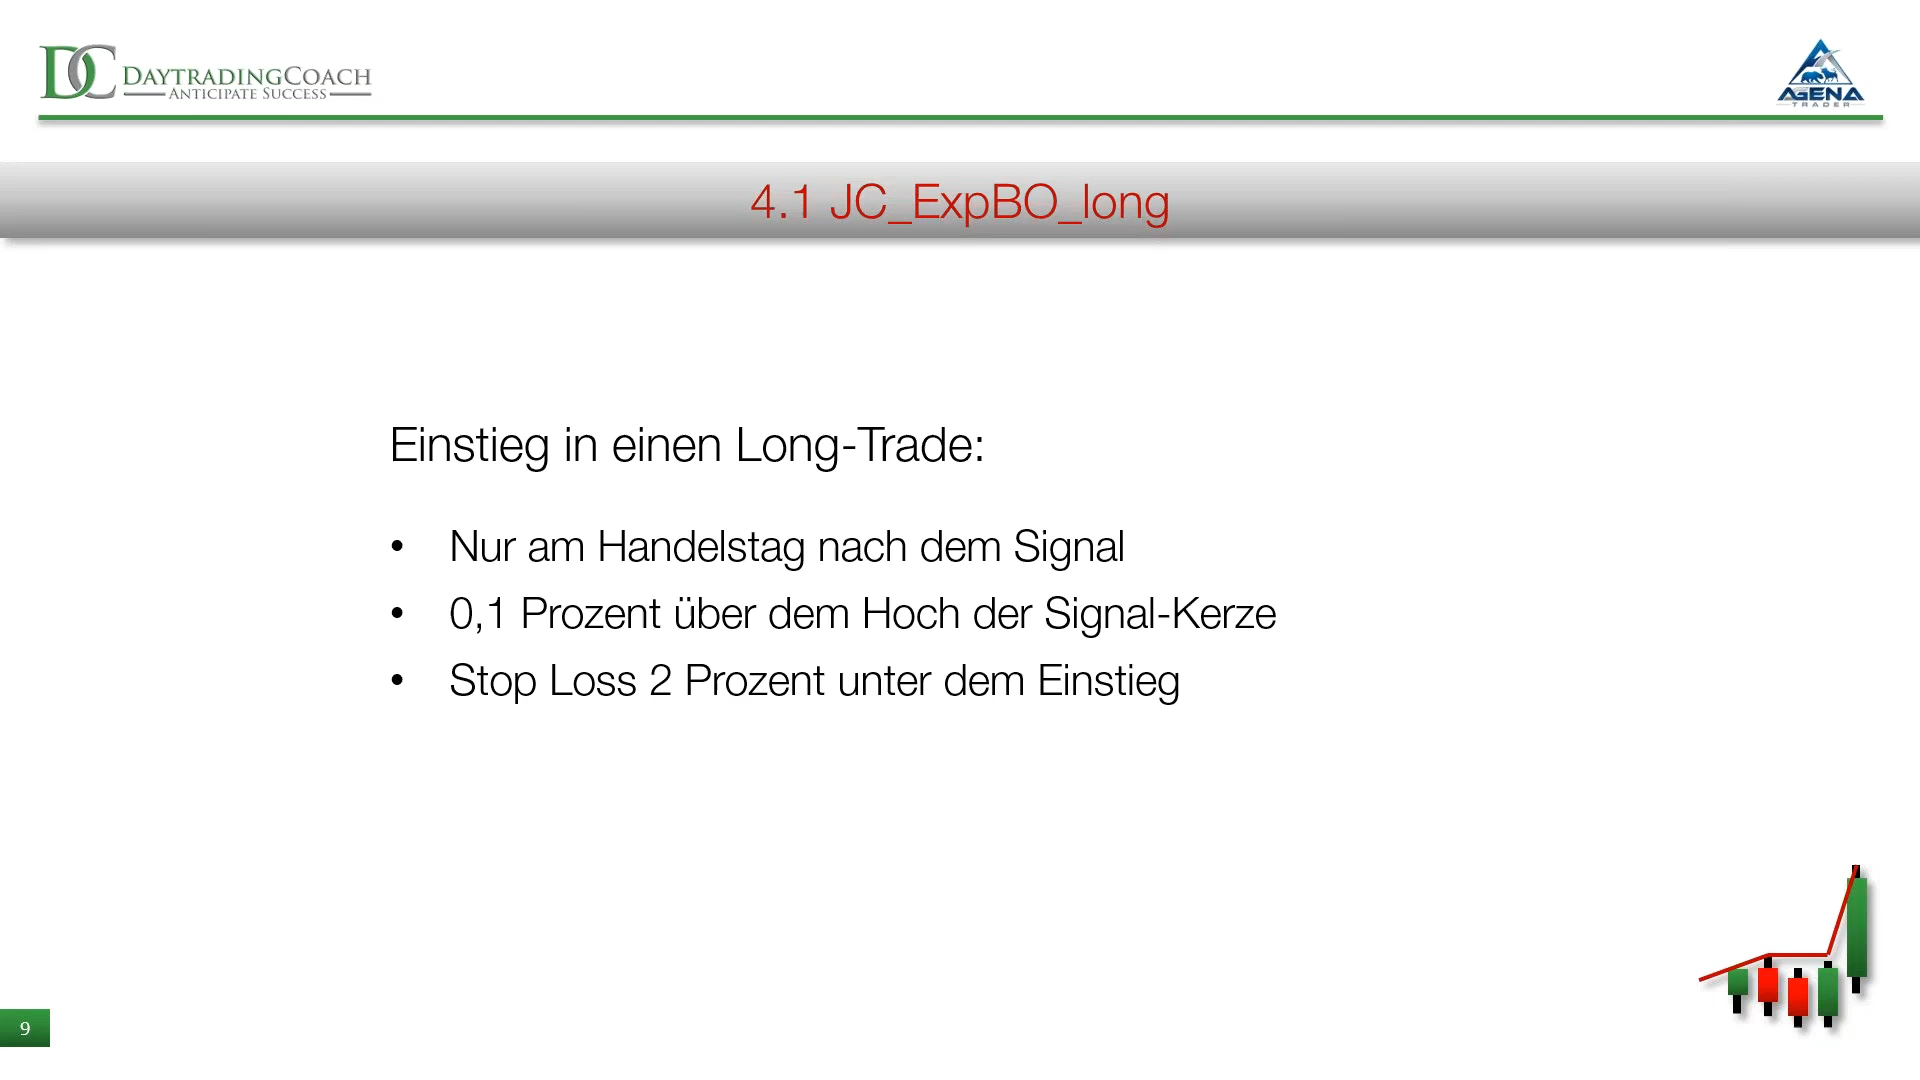 DC DAYTRADINGCOACH
ANTICIPATE SUCCESS
AGENA
TRADER
4.1 JC_ExpBO_long
Einstieg in einen Long-Trade:
• Nur am Handelstag nach dem Signal
• 0,1 Prozent über dem Hoch der Signal-Kerze
• Stop Loss 2 Prozent unter dem Einstieg
9